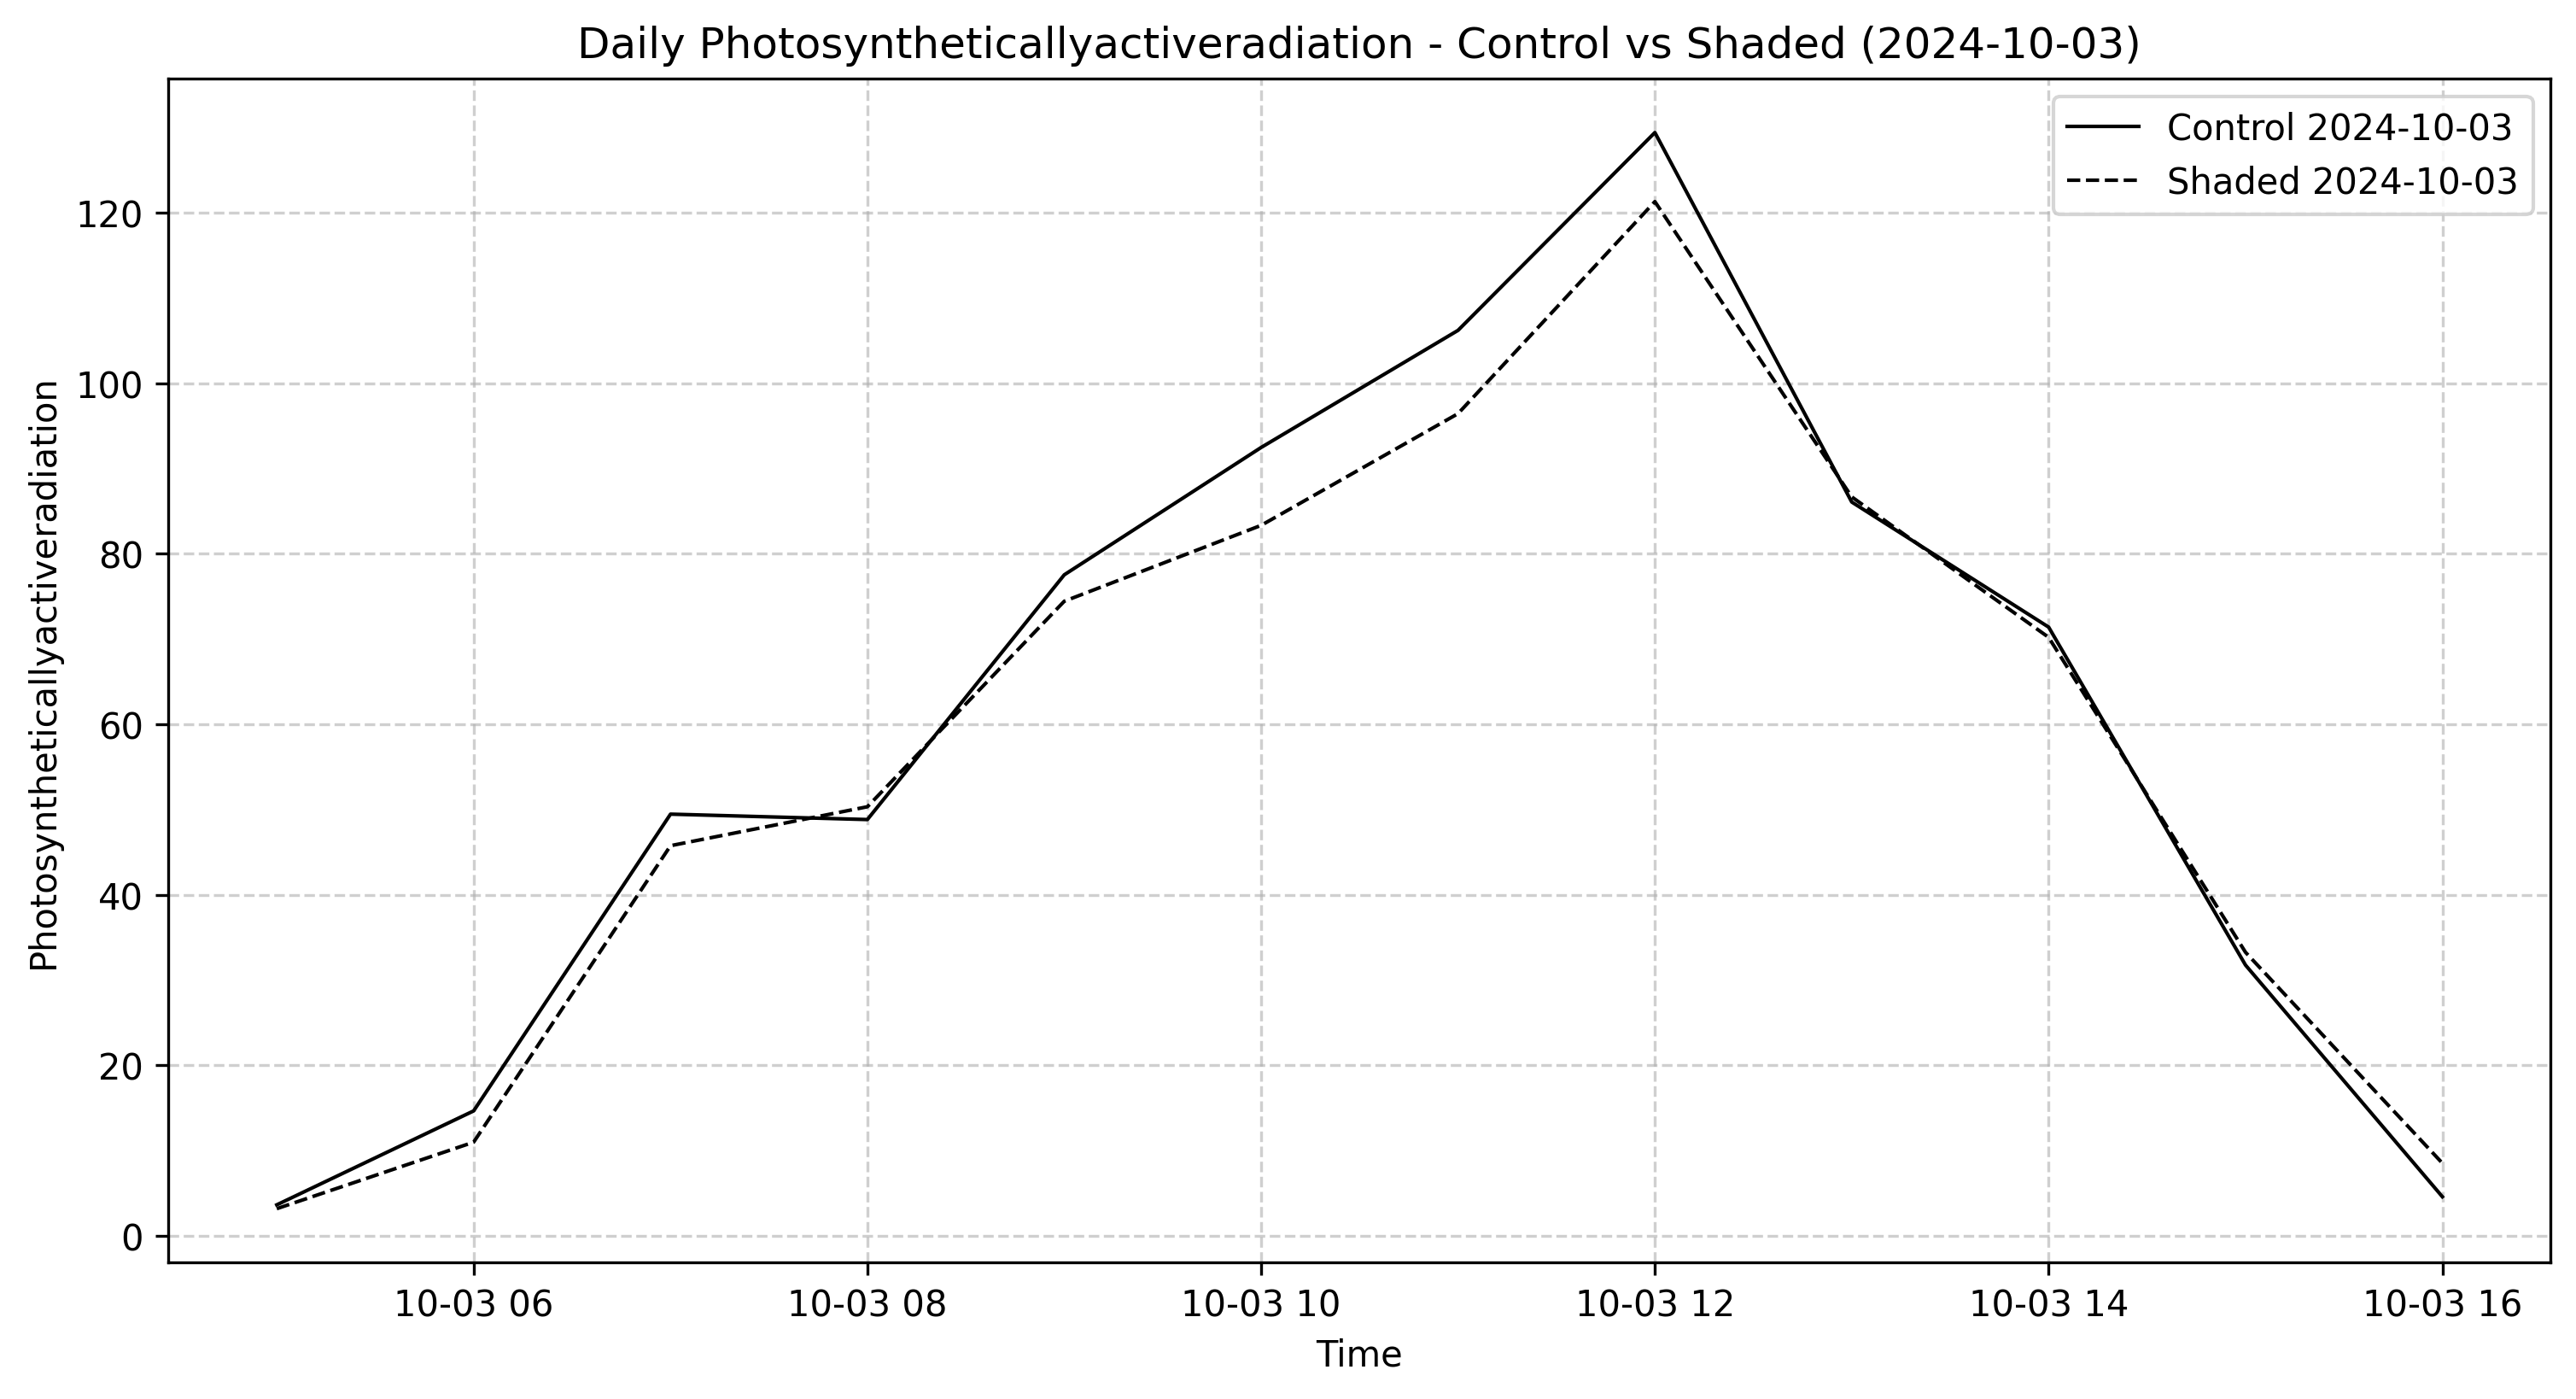 Daily Photosyntheticallyactiveradiation - Control vs Shaded (2024-10-03)
Control 2024-10-03
Shaded 2024-10-03
Photosyntheticallyactiveradiation
120
100
80
60
40
20
0
10-03 06
10-03 08
10-03 10
10-03 12
10-03 14
10-03 16
Time